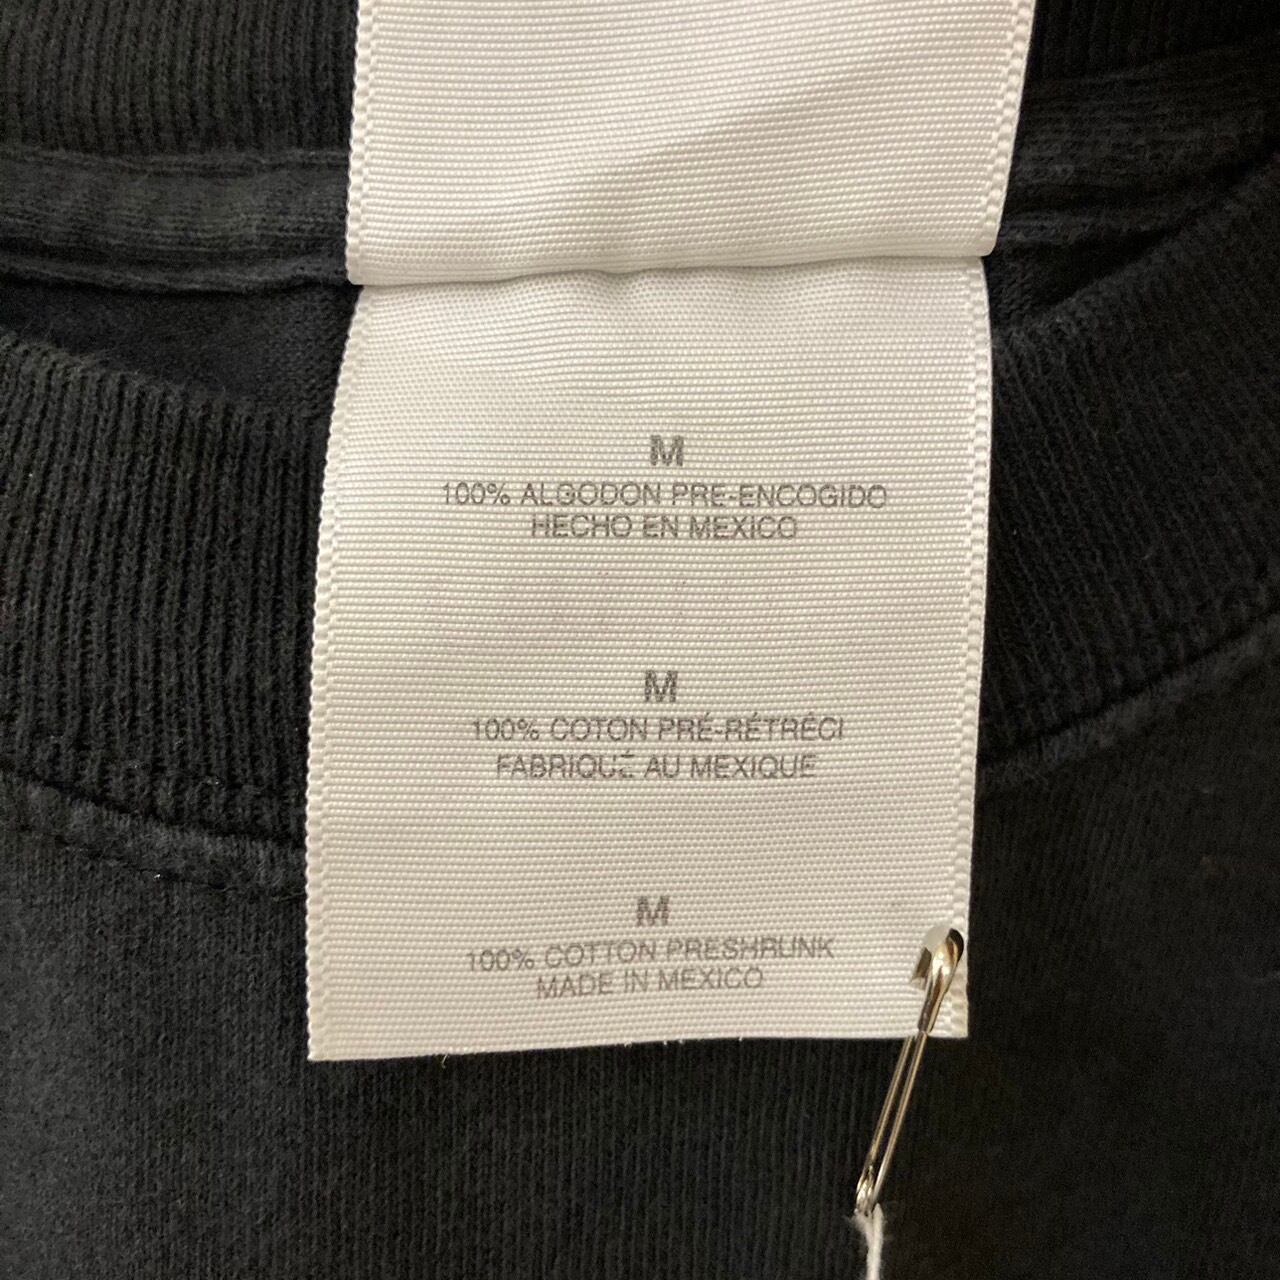 M
100% ALGODON PRE-ENCOGIDO
HECHO EN MEXICO
M
100% COTON PRÉ-RÉTRÉCI
FABRIQUÉ AU MEXIQUE
M
100% COTTON PRESHRUNK
MADE IN MEXICO